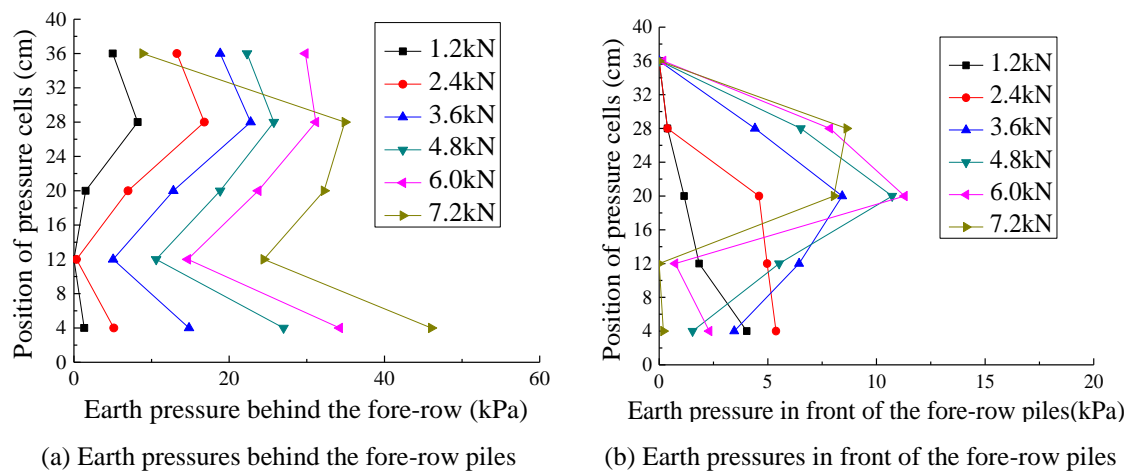 40
36
32
28
24
20
16
12
8
4
0
Position of pressure cells (cm)
1.2kN
2.4kN
3.6kN
4.8kN
6.0kN
7.2kN
0 20 40 60
Earth pressure behind the fore-row (kPa)
(a) Earth pressures behind the fore-row piles
40
36
32
28
24
20
16
12
8
4
0
Position of pressure cells (cm)
1.2kN
2.4kN
3.6kN
4.8kN
6.0kN
7.2kN
0 5 10 15 20
Earth pressure in front of the fore-row piles(kPa)
(b) Earth pressures in front of the fore-row piles